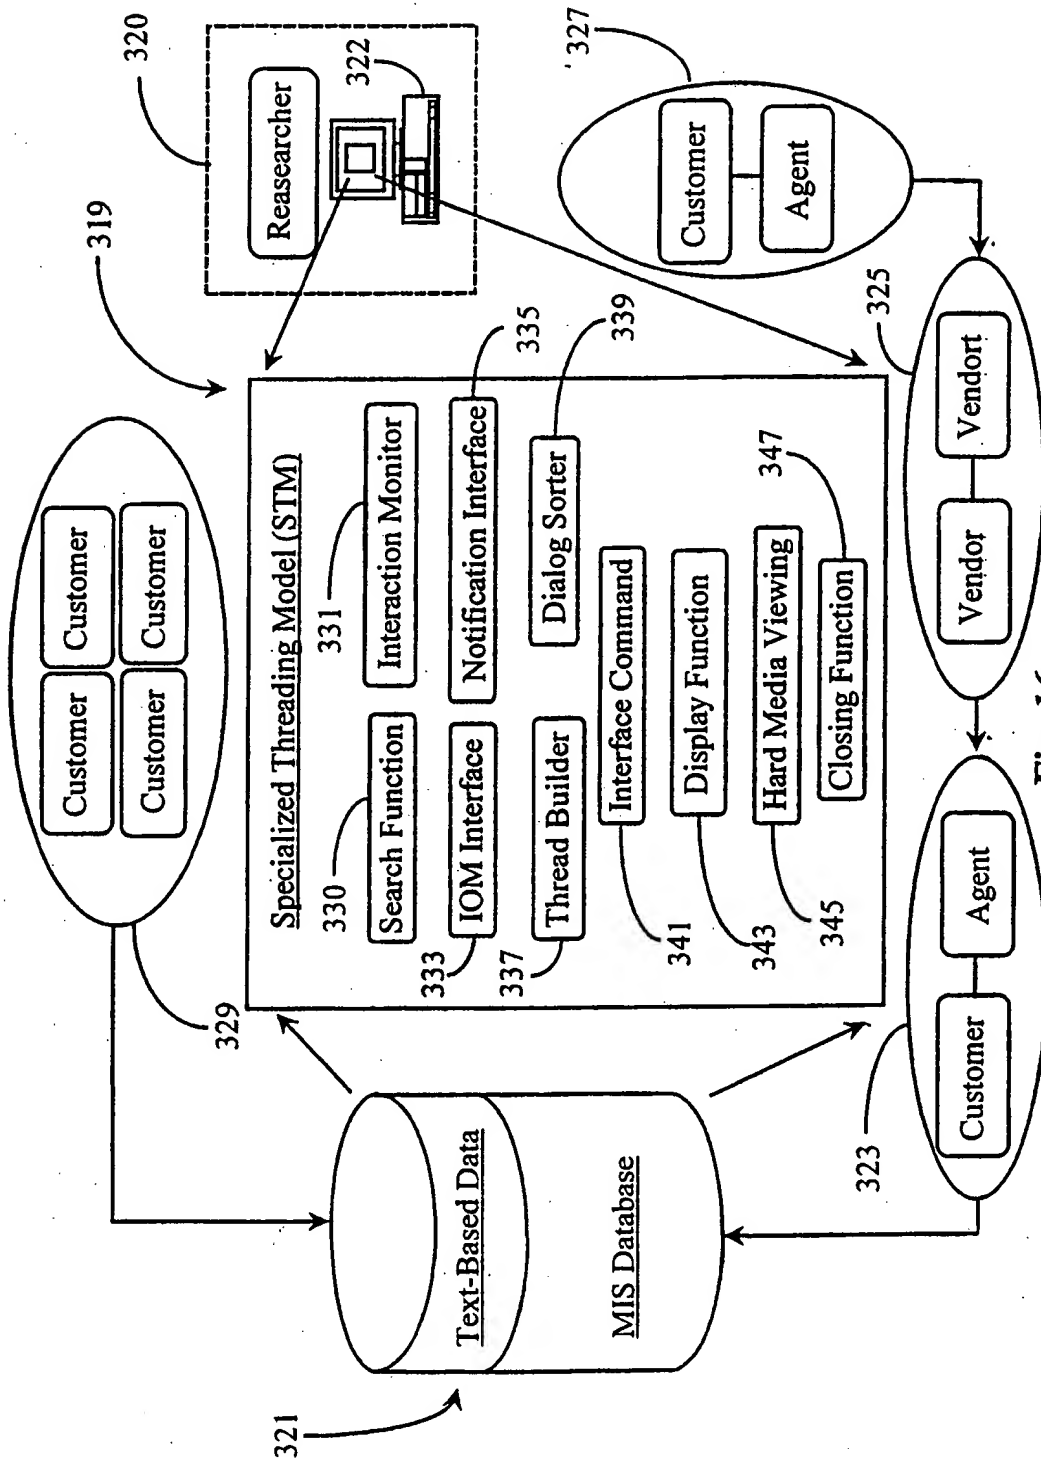 329
Customer
Customer
Customer
Customer
319
320
Reasearcher
322
321
Text-Based Data
MIS Database
Specialized Threading Model (STM)
330
Search Function
331
Interaction Monitor
333
IOM Interface
335
Notification Interface
337
Thread Builder
339
Dialog Sorter
341
Interface Command
343
Display Function
345
Hard Media Viewing
347
Closing Function
327
Customer
Agent
323
Customer
Agent
325
Vendor
Vendort